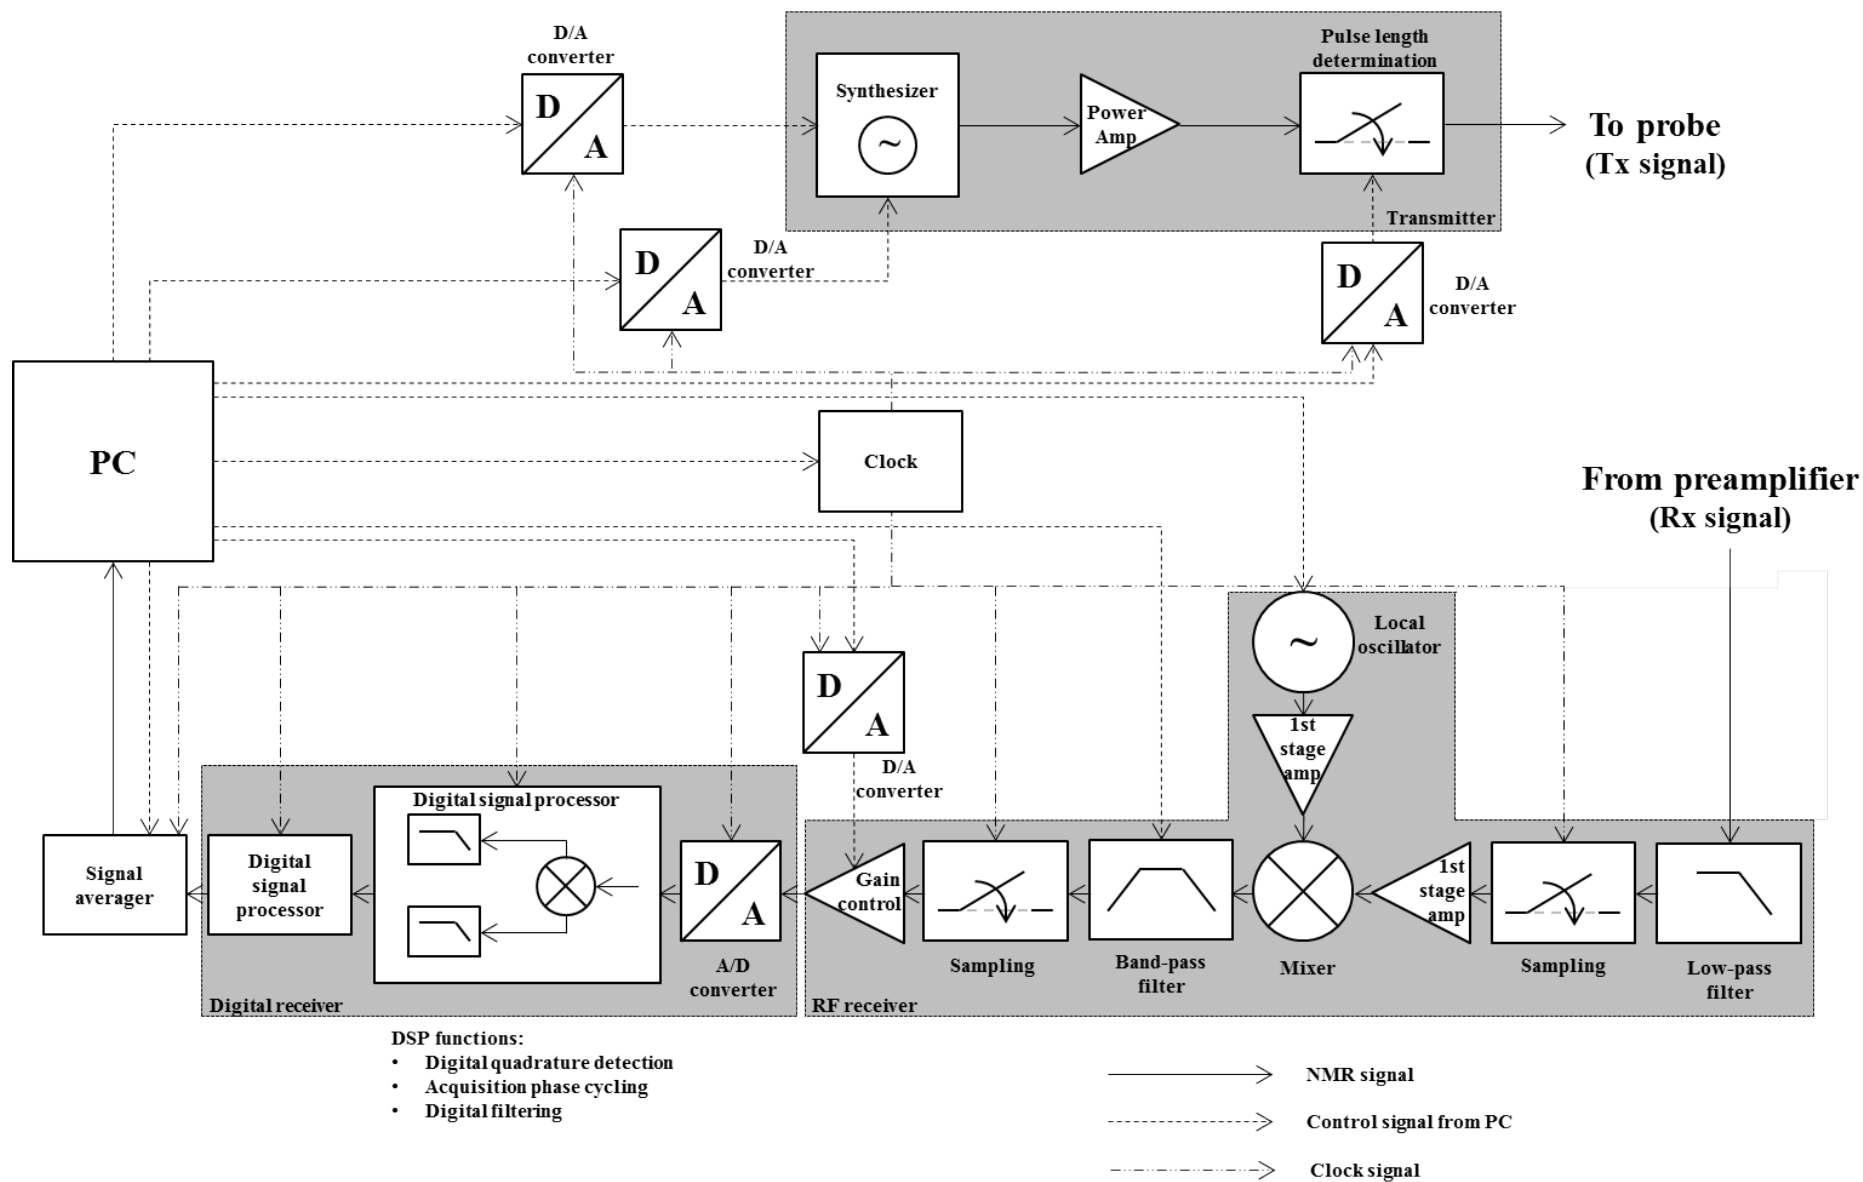 D/A
converter
D
A
Synthesizer
~
Power
Amp
Pulse length
determination
To probe
(Tx signal)
Transmitter
D
A
D/A
converter
D
A
D/A
converter
PC
Clock
From preamplifier
(Rx signal)
~
Local
oscillator
1st
stage
amp
D
A
D/A
converter
Signal
averager
Digital
signal
processor
Digital signal processor
D
A
A/D
converter
Digital receiver
Gain
control
Sampling
Band-pass
filter
Mixer
1st
stage
amp
Sampling
Low-pass
filter
RF receiver
DSP functions:
• Digital quadrature detection
• Acquisition phase cycling
• Digital filtering
NMR signal
Control signal from PC
Clock signal